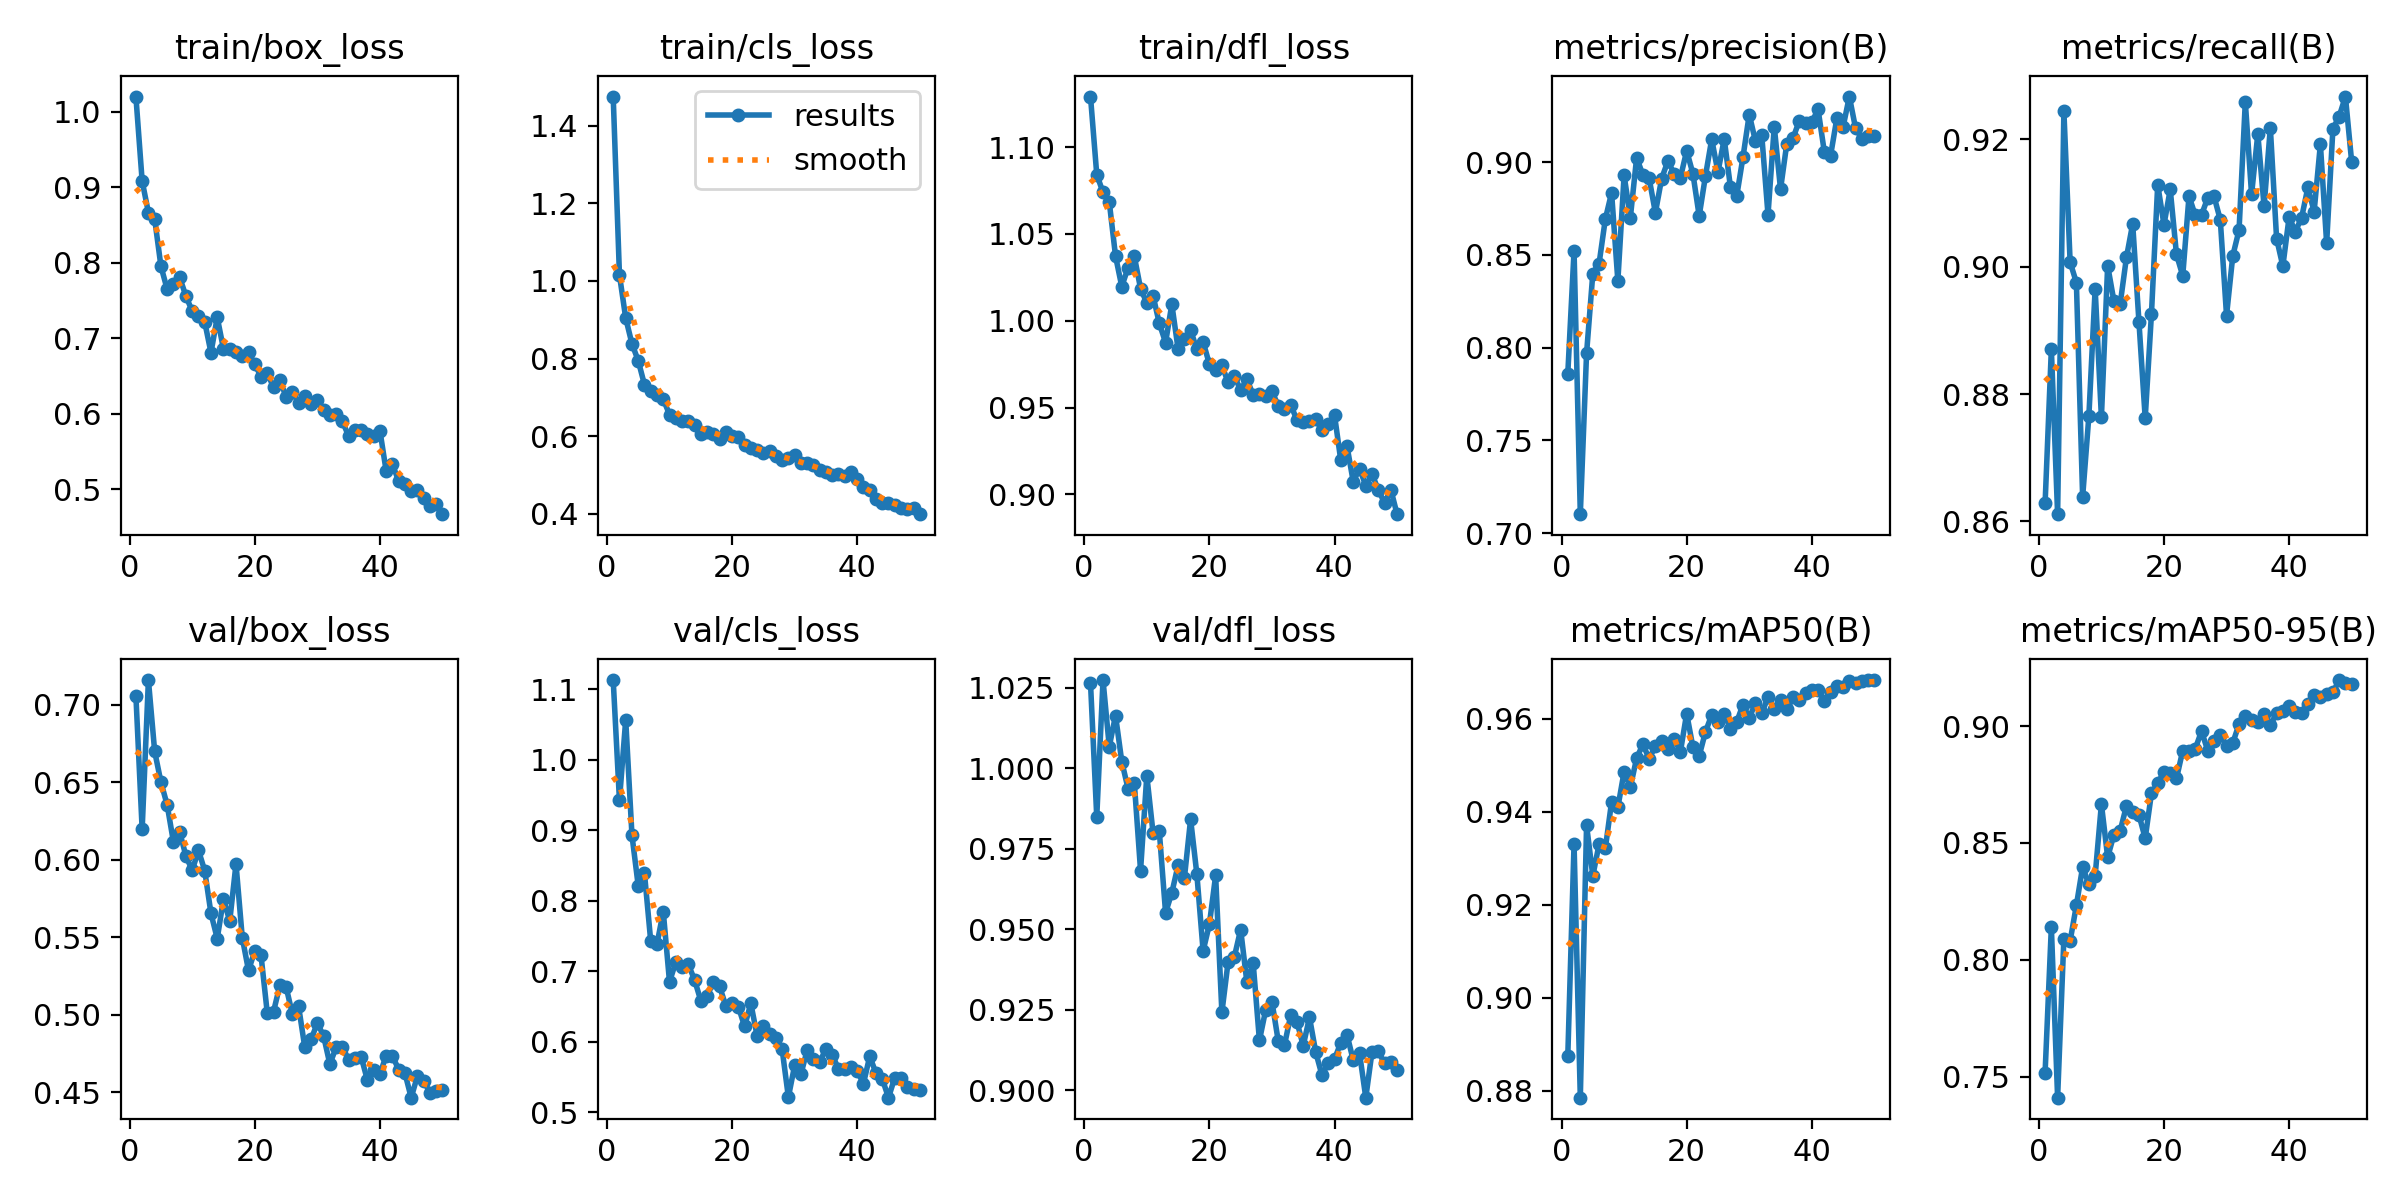 train/box_loss
1.0
0.9
0.8
0.7
0.6
0.5
0 20 40
train/cls_loss
results
smooth
1.4
1.2
1.0
0.8
0.6
0.4
0 20 40
train/dfl_loss
1.10
1.05
1.00
0.95
0.90
0 20 40
metrics/precision(B)
0.90
0.85
0.80
0.75
0.70
0 20 40
metrics/recall(B)
0.92
0.90
0.88
0.86
0 20 40
val/box_loss
0.70
0.65
0.60
0.55
0.50
0.45
0 20 40
val/cls_loss
1.1
1.0
0.9
0.8
0.7
0.6
0.5
0 20 40
val/dfl_loss
1.025
1.000
0.975
0.950
0.925
0.900
0 20 40
metrics/mAP50(B)
0.96
0.94
0.92
0.90
0.88
0 20 40
metrics/mAP50-95(B)
0.90
0.85
0.80
0.75
0 20 40